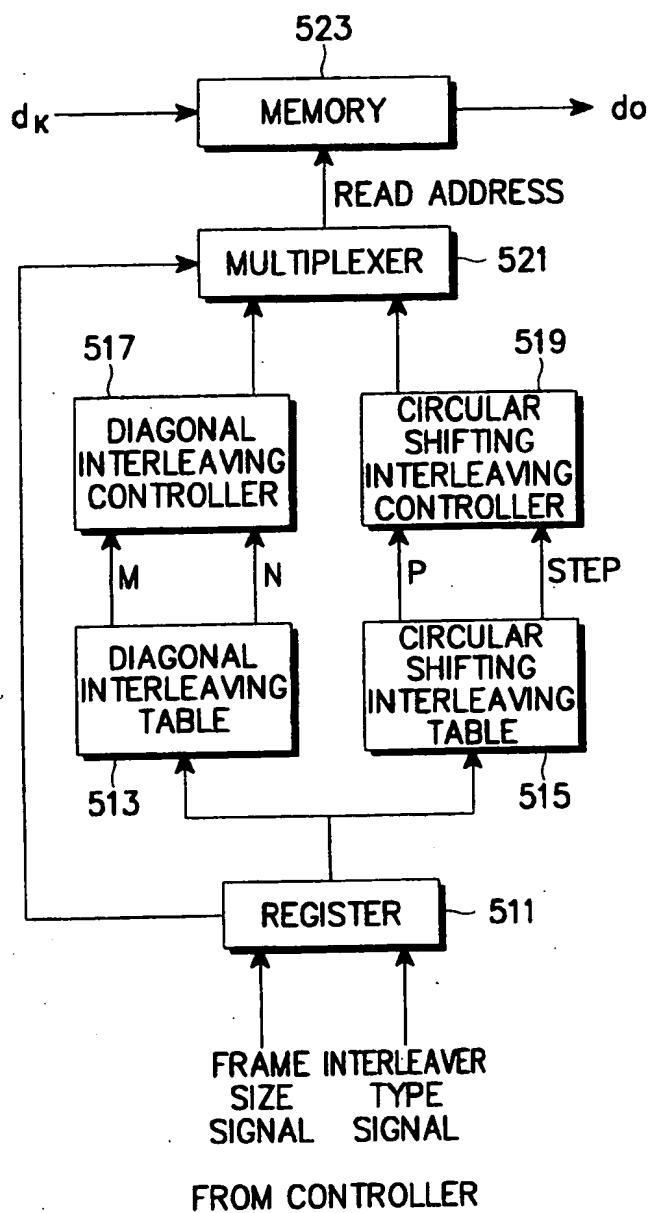 523
dK
MEMORY
do
READ ADDRESS
MULTIPLEXER
521
517
519
DIAGONAL
INTERLEAVING
CONTROLLER
CIRCULAR
SHIFTING
INTERLEAVING
CONTROLLER
M
N
P
STEP
DIAGONAL
INTERLEAVING
TABLE
CIRCULAR
SHIFTING
INTERLEAVING
TABLE
513
515
REGISTER
511
FRAME
SIZE
SIGNAL
INTERLEAVER
TYPE
SIGNAL
FROM CONTROLLER